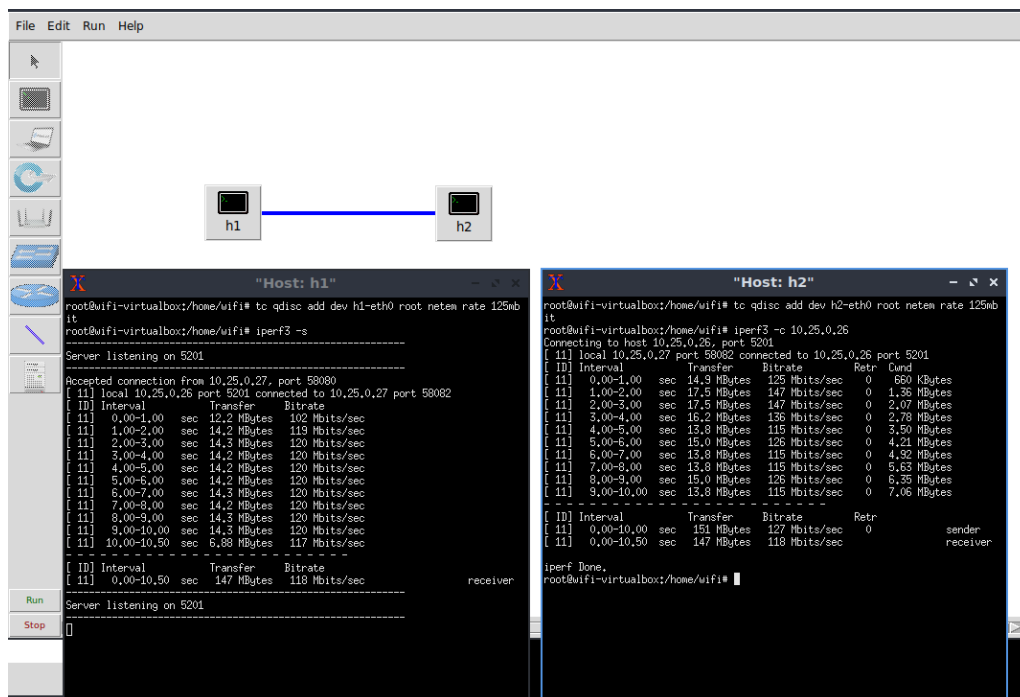 File Edit Run Help
h1
h2
"Host: h1"
root@wifi-virtualbox:/home/wifi# tc qdisc add dev h1-eth0 root netem rate 125mb
it
root@wifi-virtualbox:/home/wifi# iperf3 -s
-----------------------------------------------------------
Server listening on 5201
-----------------------------------------------------------
Accepted connection from 10.25.0.27, port 58080
[ 11] local 10.25.0.26 port 5201 connected to 10.25.0.27 port 58082
[ ID] Interval Transfer Bitrate
[ 11] 0.00-1.00 sec 12.2 MBytes 102 Mbits/sec
[ 11] 1.00-2.00 sec 14.2 MBytes 119 Mbits/sec
[ 11] 2.00-3.00 sec 14.3 MBytes 120 Mbits/sec
[ 11] 3.00-4.00 sec 14.2 MBytes 120 Mbits/sec
[ 11] 4.00-5.00 sec 14.2 MBytes 120 Mbits/sec
[ 11] 5.00-6.00 sec 14.2 MBytes 120 Mbits/sec
[ 11] 6.00-7.00 sec 14.3 MBytes 120 Mbits/sec
[ 11] 7.00-8.00 sec 14.2 MBytes 120 Mbits/sec
[ 11] 8.00-9.00 sec 14.3 MBytes 120 Mbits/sec
[ 11] 9.00-10.00 sec 14.3 MBytes 120 Mbits/sec
[ 11] 10.00-10.50 sec 6.88 MBytes 117 Mbits/sec
- - - - - - - - - - - - - - - - - - - - - - - - -
[ ID] Interval Transfer Bitrate
[ 11] 0.00-10.50 sec 147 MBytes 118 Mbits/sec receiver
-----------------------------------------------------------
Server listening on 5201
-----------------------------------------------------------
"Host: h2"
root@wifi-virtualbox:/home/wifi# tc qdisc add dev h2-eth0 root netem rate 125mb
it
root@wifi-virtualbox:/home/wifi# iperf3 -c 10.25.0.26
Connecting to host 10.25.0.26, port 5201
[ 11] local 10.25.0.27 port 58082 connected to 10.25.0.26 port 5201
[ ID] Interval Transfer Bitrate Retr Cwnd
[ 11] 0.00-1.00 sec 14.9 MBytes 125 Mbits/sec 0 660 KBytes
[ 11] 1.00-2.00 sec 17.5 MBytes 147 Mbits/sec 0 1.36 MBytes
[ 11] 2.00-3.00 sec 17.5 MBytes 147 Mbits/sec 0 2.07 MBytes
[ 11] 3.00-4.00 sec 16.2 MBytes 136 Mbits/sec 0 2.78 MBytes
[ 11] 4.00-5.00 sec 13.8 MBytes 115 Mbits/sec 0 3.50 MBytes
[ 11] 5.00-6.00 sec 15.0 MBytes 126 Mbits/sec 0 4.21 MBytes
[ 11] 6.00-7.00 sec 13.8 MBytes 115 Mbits/sec 0 4.92 MBytes
[ 11] 7.00-8.00 sec 13.8 MBytes 115 Mbits/sec 0 5.63 MBytes
[ 11] 8.00-9.00 sec 15.0 MBytes 126 Mbits/sec 0 6.35 MBytes
[ 11] 9.00-10.00 sec 13.8 MBytes 115 Mbits/sec 0 7.06 MBytes
- - - - - - - - - - - - - - - - - - - - - - - - -
[ ID] Interval Transfer Bitrate Retr
[ 11] 0.00-10.00 sec 151 MBytes 127 Mbits/sec 0 sender
[ 11] 0.00-10.50 sec 147 MBytes 118 Mbits/sec receiver
iperf Done.
root@wifi-virtualbox:/home/wifi#
Run
Stop